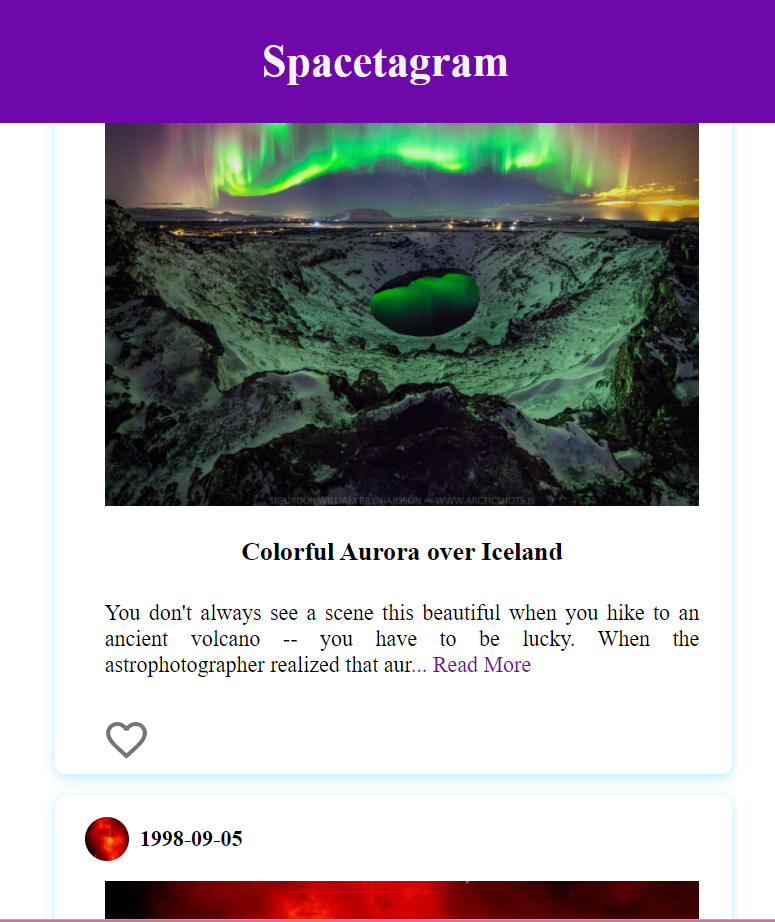 Spacetagram
SIGURDUR WILLIAM BRYNJARSSON — WWW.ARCTICSHOTS.IS
Colorful Aurora over Iceland
You don't always see a scene this beautiful when you hike to an
ancient volcano -- you have to be lucky. When the
astrophotographer realized that aur... Read More
1998-09-05